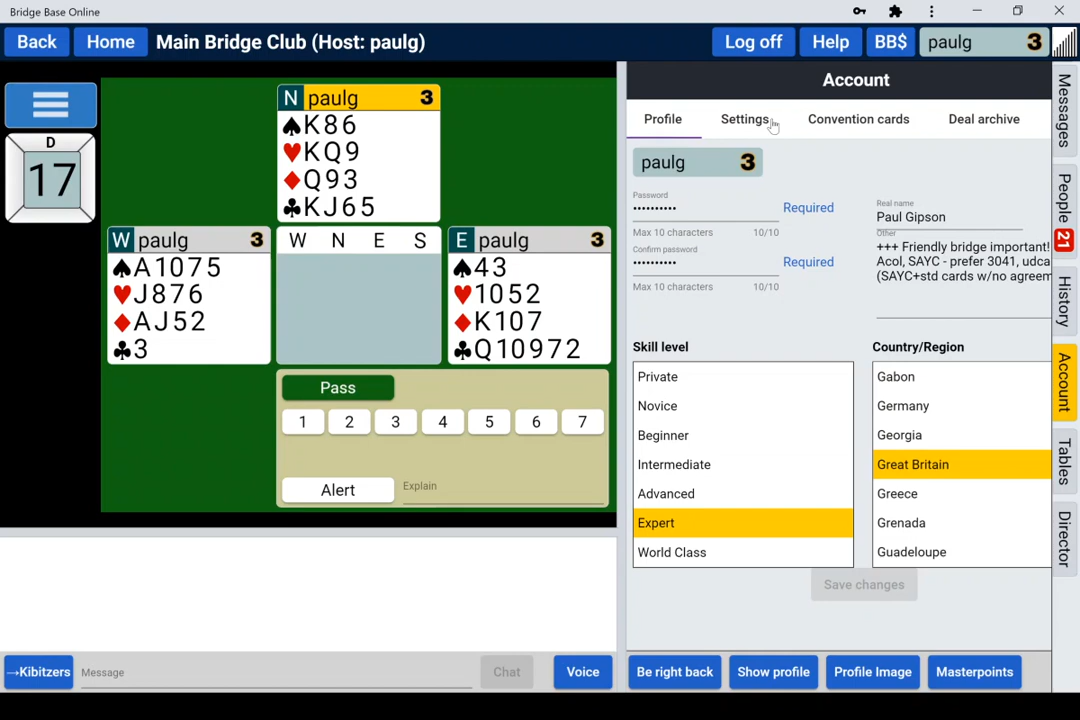 Bridge Base Online
Back
Home
Main Bridge Club (Host: paulg)
Log off
Help
BB$
paulg 3
D
17
N paulg 3
♠K86
♥KQ9
♦Q93
♣KJ65
W paulg 3
♠A1075
♥J876
♦AJ52
♣3
W N E S
E paulg 3
♠43
♥1052
♦K107
♣Q10972
Pass
1 2 3 4 5 6 7
Alert
Explain
→Kibitzers
Message
Chat
Voice
Account
Profile
Settings
Convention cards
Deal archive
paulg 3
Password
••••••••••
Required
Max 10 characters 10/10
Confirm password
••••••••••
Required
Max 10 characters 10/10
Real name
Paul Gipson
Other
+++ Friendly bridge important!
Acol, SAYC - prefer 3041, udca
(SAYC+std cards w/no agreem
Skill level
Private
Novice
Beginner
Intermediate
Advanced
Expert
World Class
Country/Region
Gabon
Germany
Georgia
Great Britain
Greece
Grenada
Guadeloupe
Save changes
Be right back
Show profile
Profile Image
Masterpoints
Messages
People 21
History
Account
Tables
Director